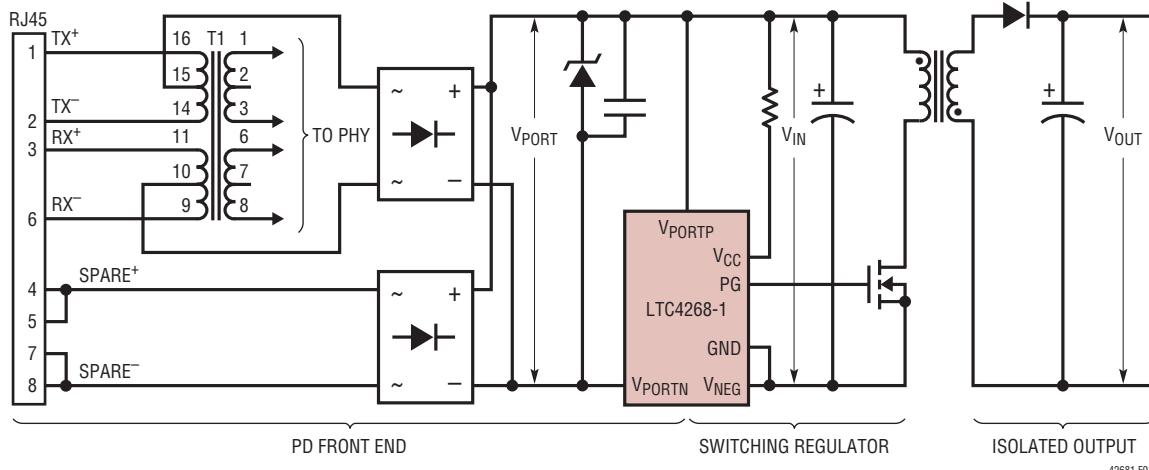 RJ45
TX+
1
TX−
2
RX+
3
RX−
6
SPARE+
4
5
7
SPARE−
8
T1
16
1
15
2
14
3
11
6
10
7
9
8
TO PHY
~
+
~
−
~
+
~
−
VPORT
VIN
+
VPORTP
VCC
PG
LTC4268-1
GND
VPORTN
VNEG
+
VOUT
PD FRONT END
SWITCHING REGULATOR
ISOLATED OUTPUT